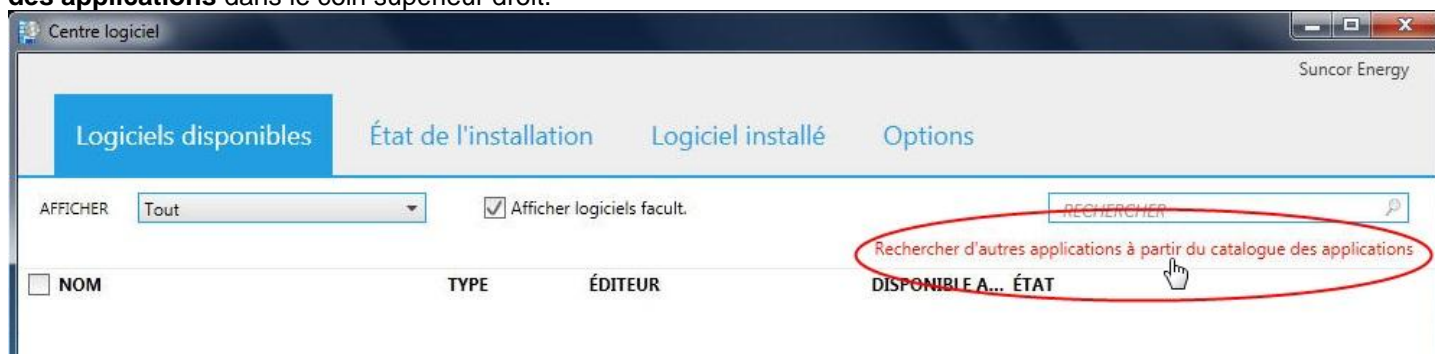 des applications dans le coin supérieur droit.
Centre logiciel
Suncor Energy
Logiciels disponibles État de l'installation Logiciel installé Options
AFFICHER Tout Afficher logiciels facult. RECHERCHER
Rechercher d'autres applications à partir du catalogue des applications
NOM TYPE ÉDITEUR DISPONIBLE A... ÉTAT